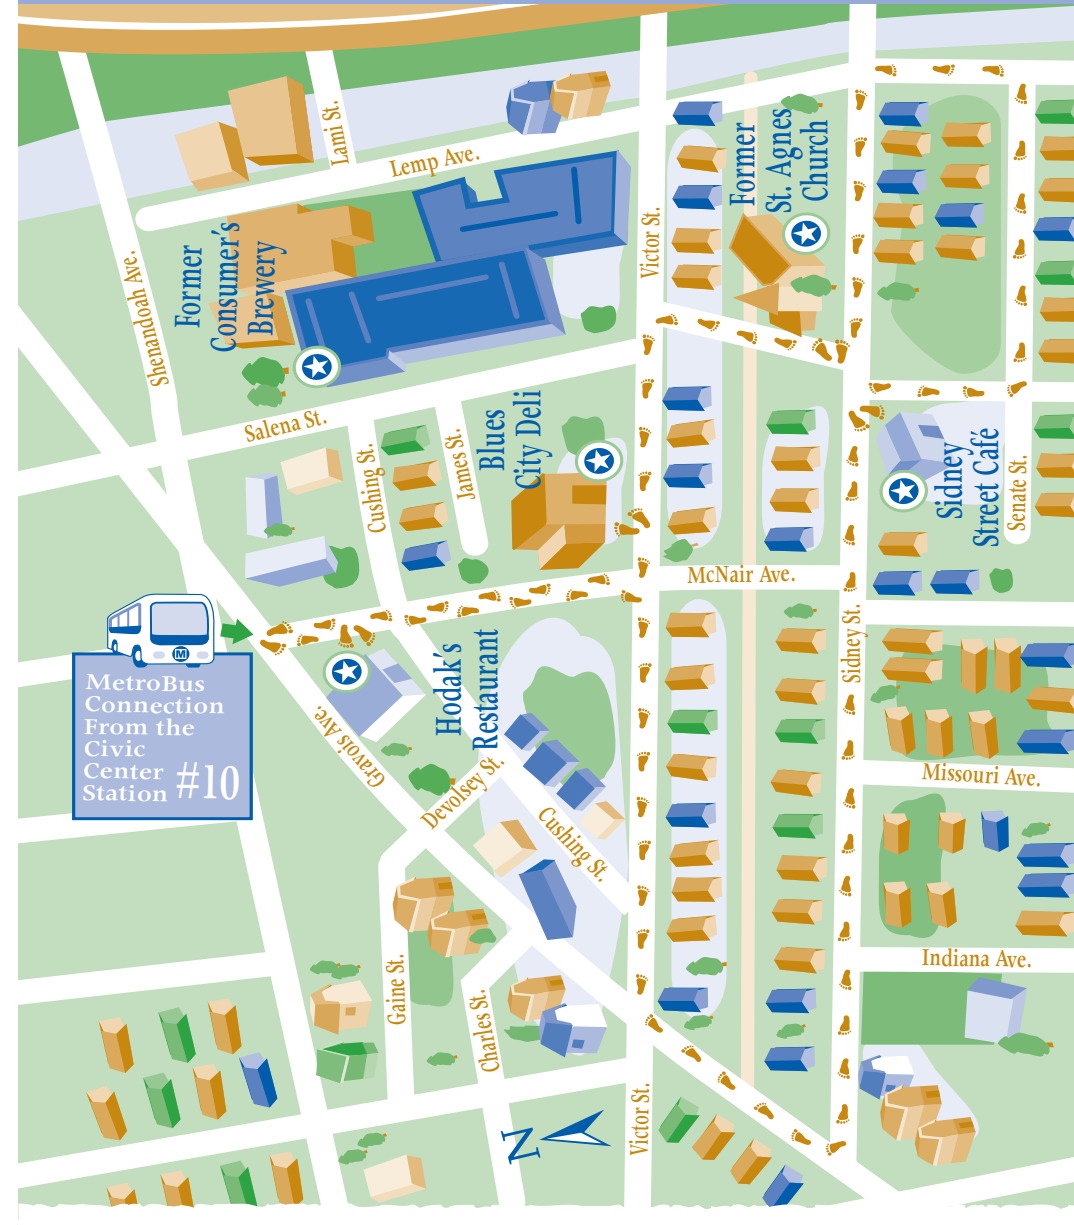 Lami St.
Lemp Ave.
Former
St. Agnes
Church
Victor St.
Shenandoah Ave.
Former
Consumer's
Brewery
Salena St.
Cushing St.
James St.
Blues
City Deli
Sidney
Street Café
Senate St.
McNair Ave.
Sidney St.
Hodak's
Restaurant
M
MetroBus
Connection
From the
Civic
Center
Station #10
Gravois Ave.
Devolsey St.
Cushing St.
Missouri Ave.
Indiana Ave.
Gaine St.
Charles St.
Victor St.
N